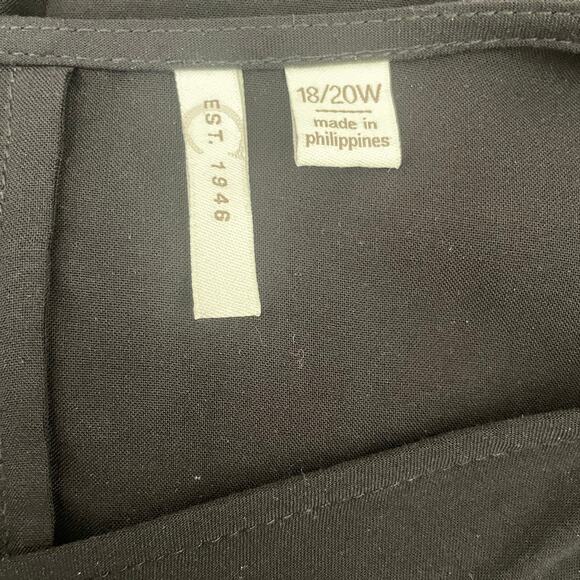 EST. 1946
18/20W
made in
philippines